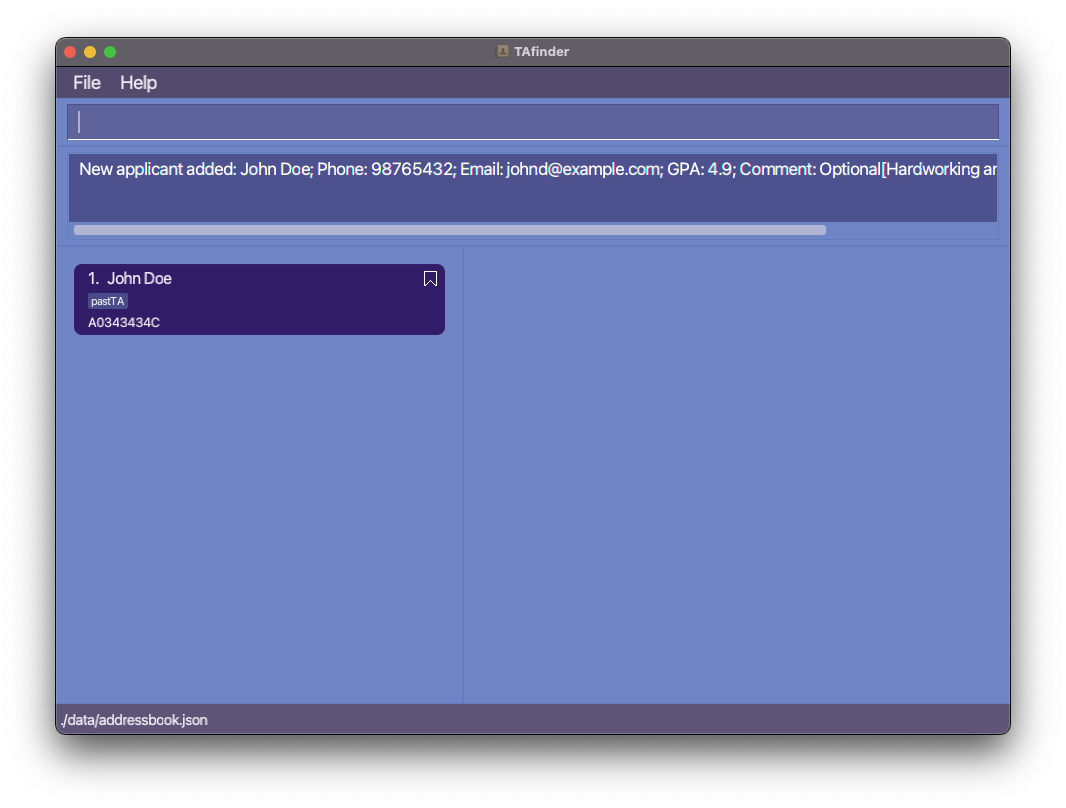 TAfinder
File Help
New applicant added: John Doe; Phone: 98765432; Email: johnd@example.com; GPA: 4.9; Comment: Optional[Hardworking
1. John Doe
pastTA
A0343434C
./data/addressbook.json